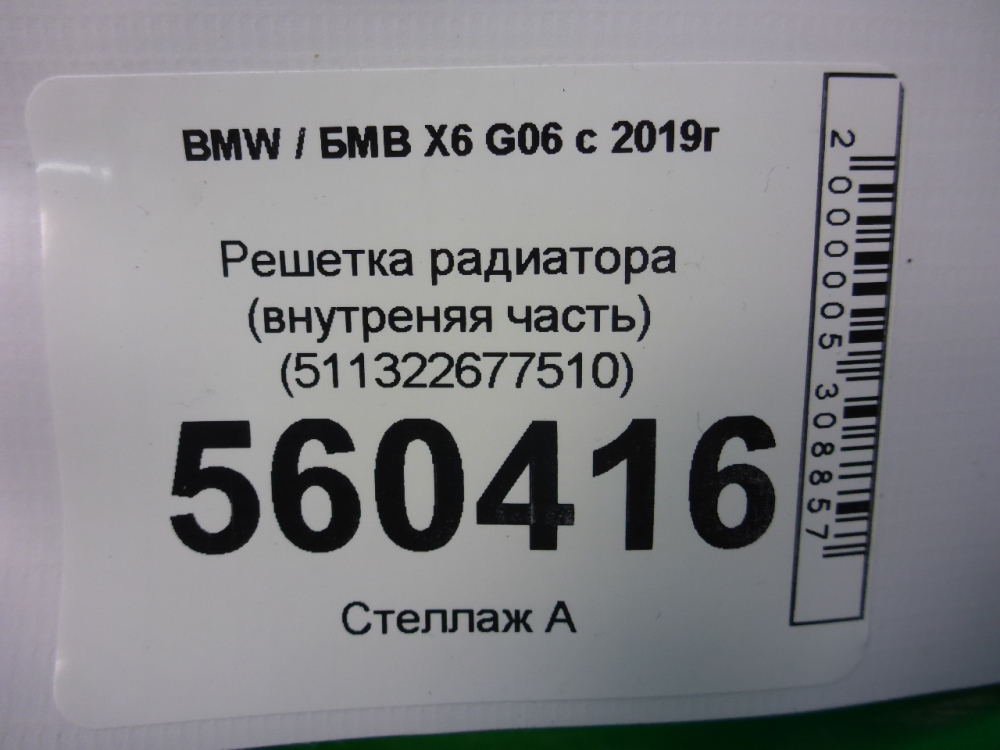 BMW / БМВ X6 G06 с 2019г
Решетка радиатора
(внутреняя часть)
(511322677510)
560416
Стеллаж А
2000005308857